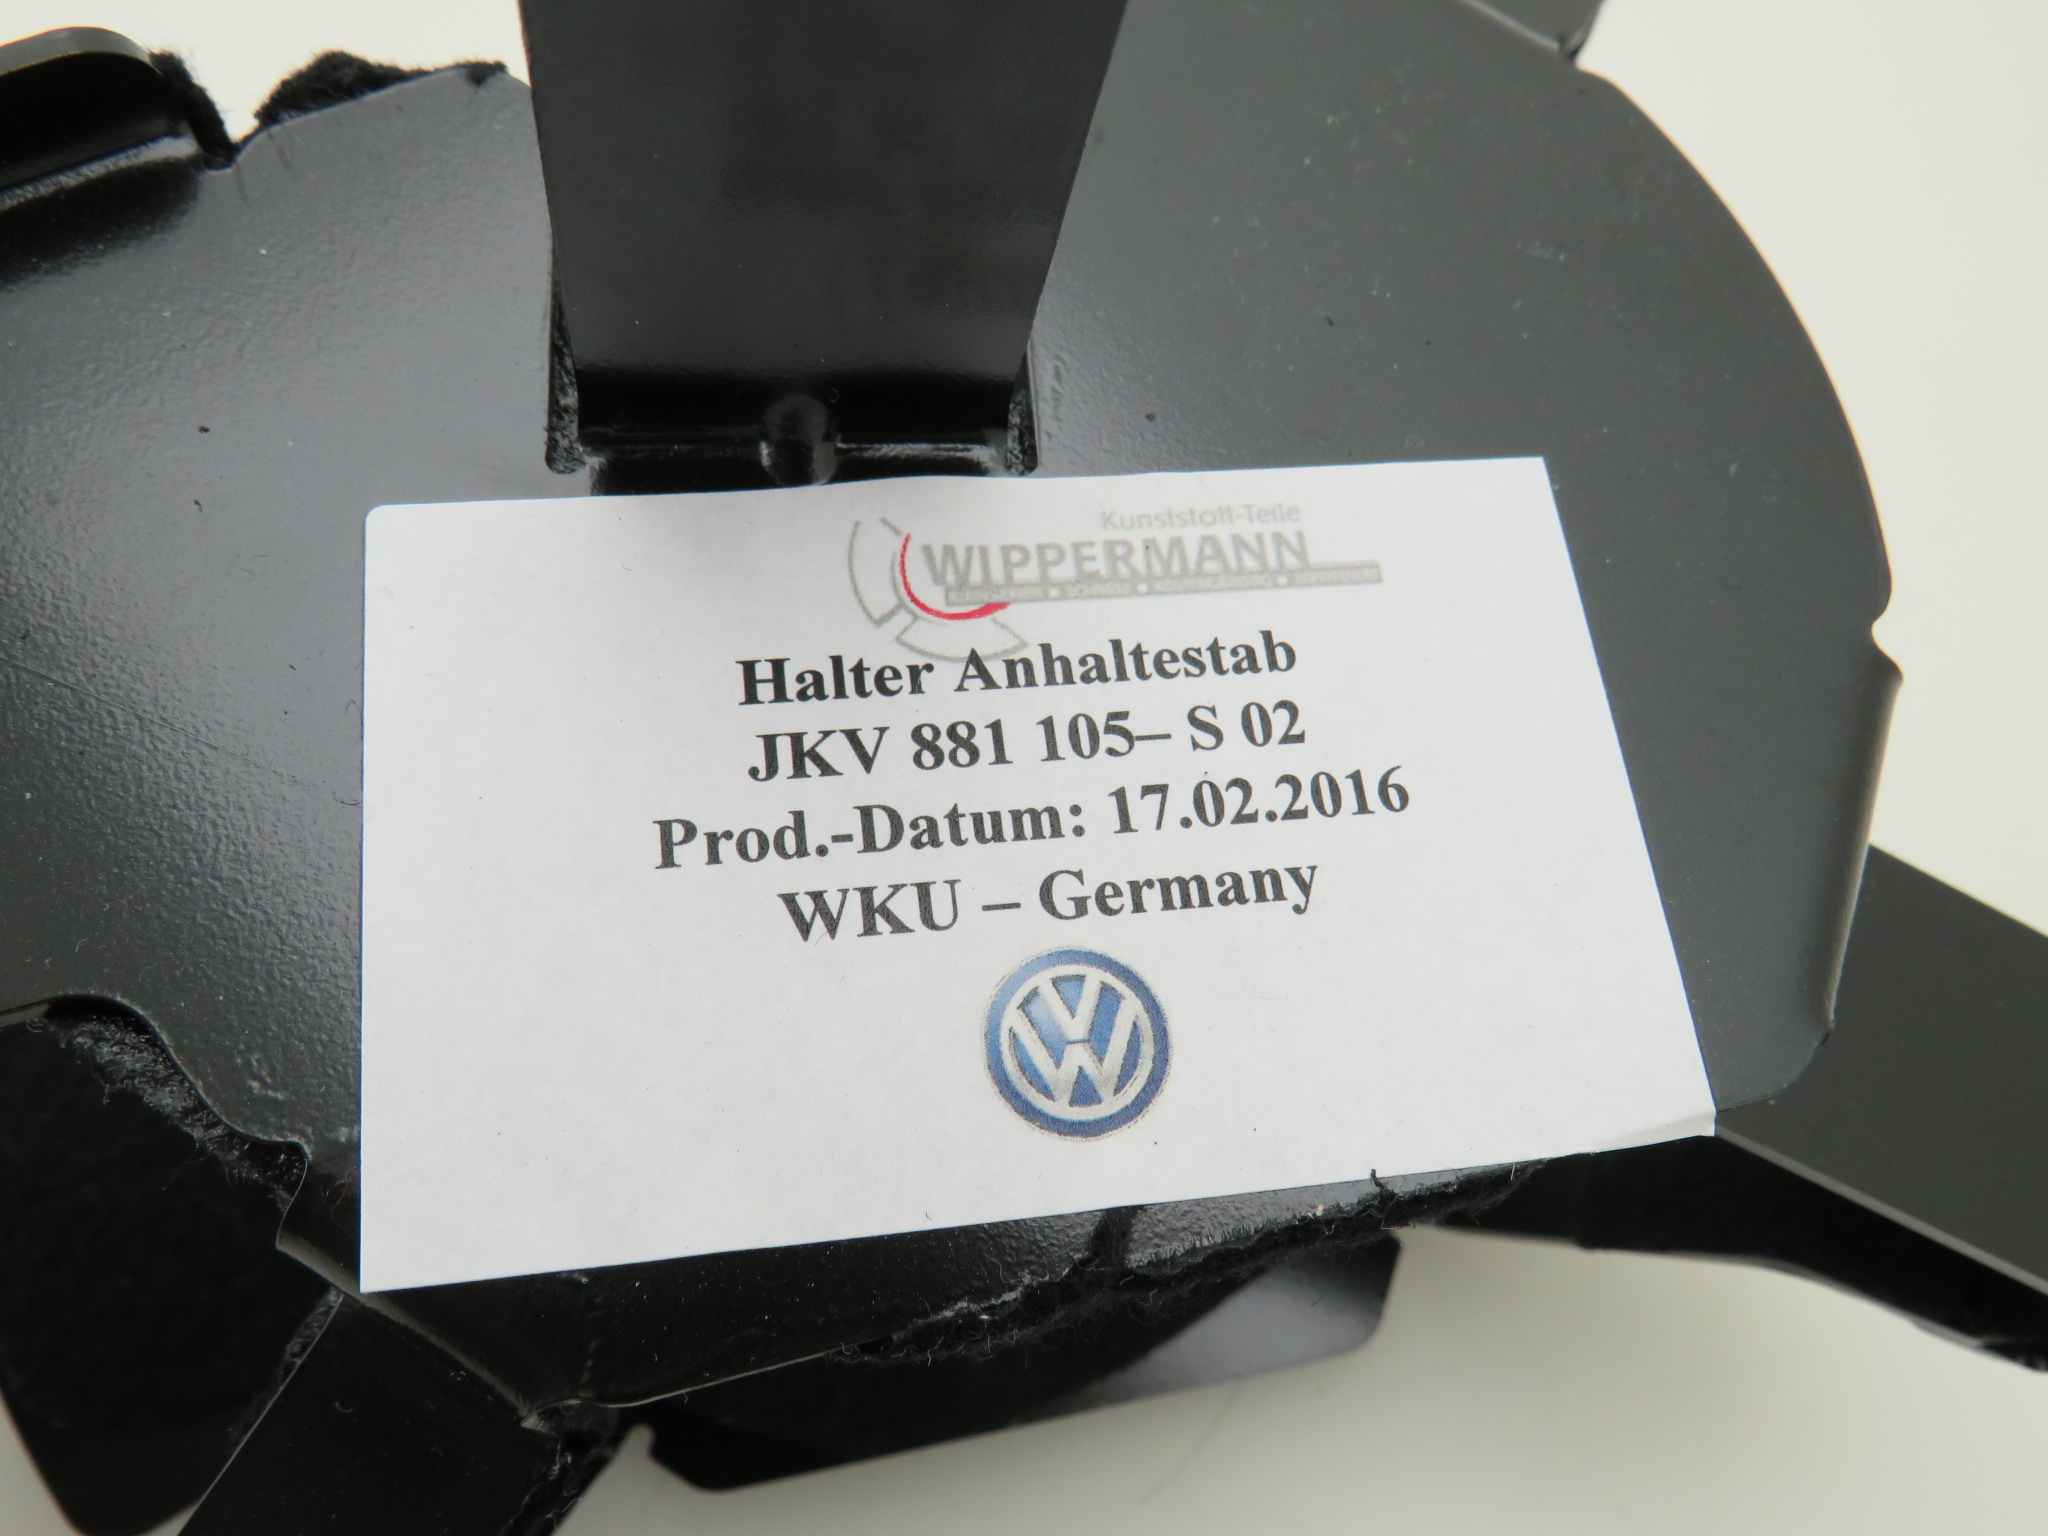 Kunststoff-Teile
WIPPERMANN
Halter Anhaltestab
JKV 881 105– S 02
Prod.-Datum: 17.02.2016
WKU – Germany